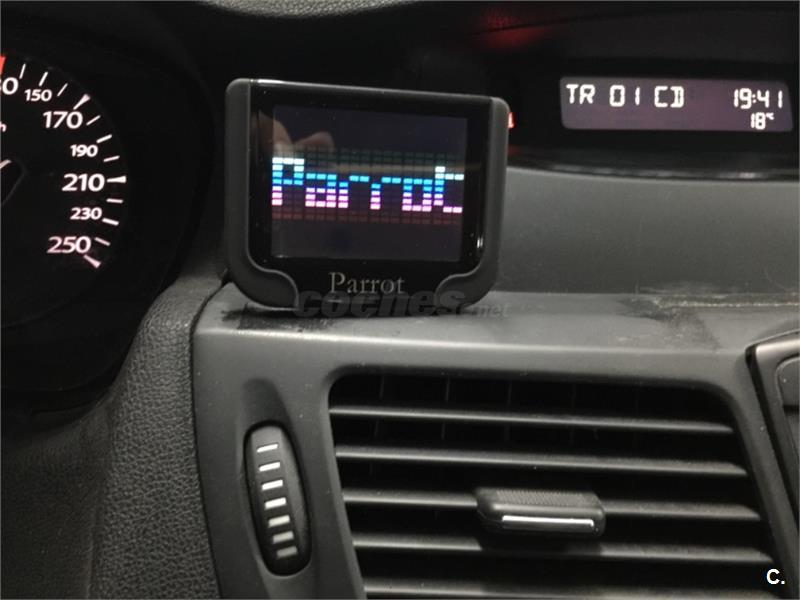 150
170
190
210
230
250
Parrot
Parrot
TR 01 CD 19:41
18°C
coches.net
C.